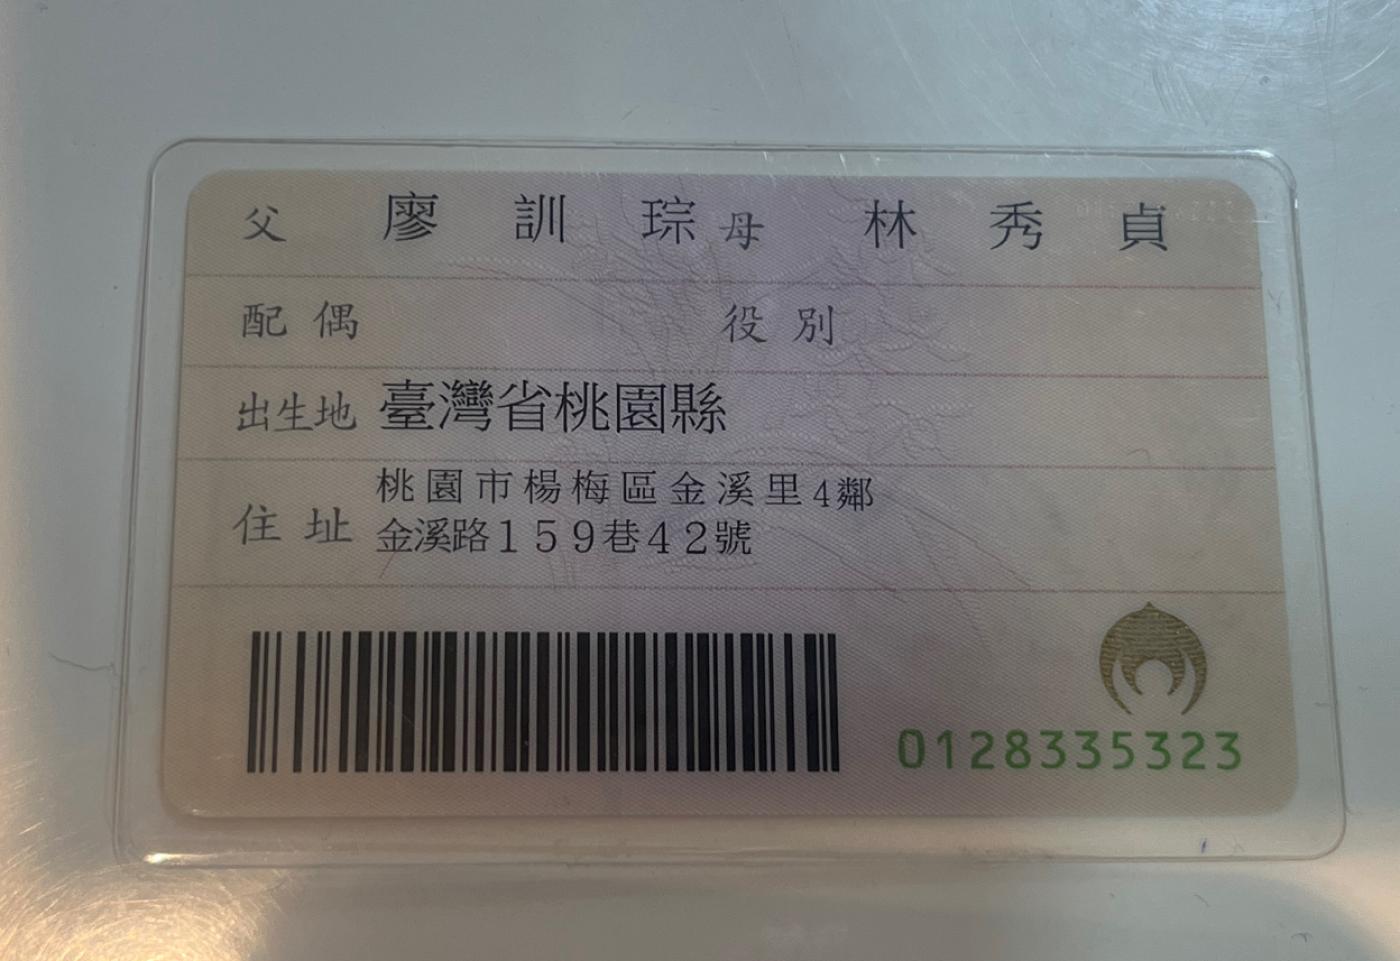 父 廖訓琮 母 林秀貞
配偶 役別
出生地 臺灣省桃園縣
住址 桃園市楊梅區金溪里4鄰
金溪路159巷42號
0128335323